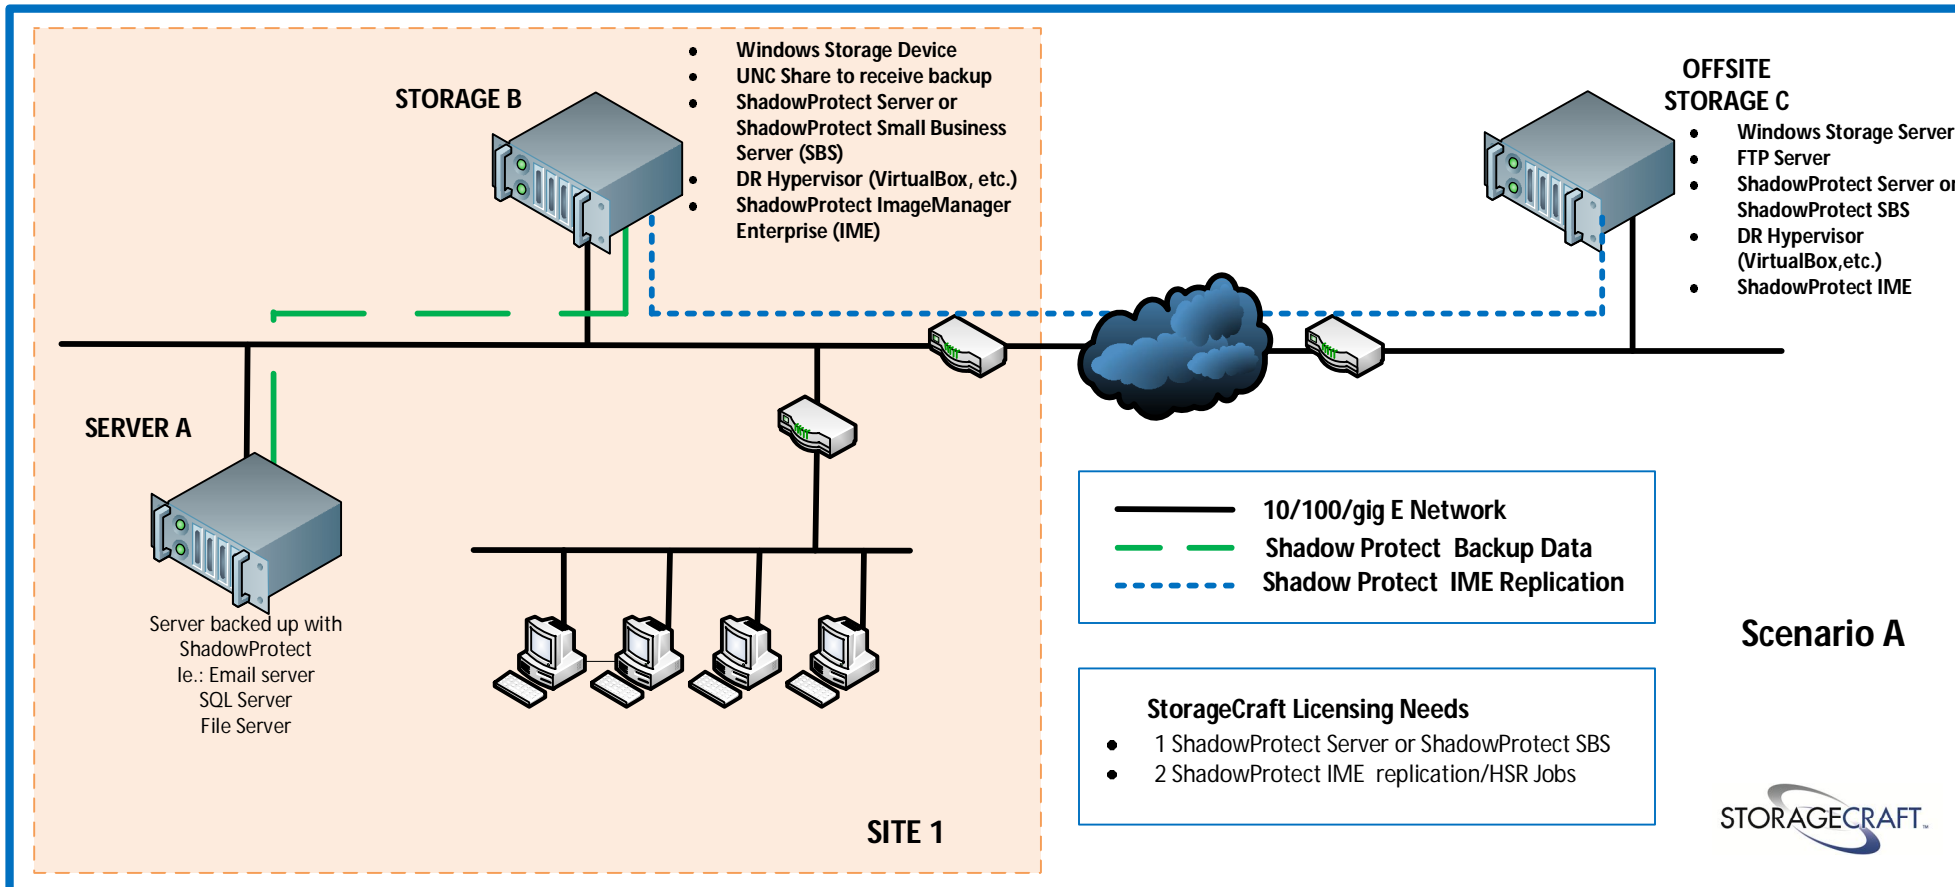 STORAGE B
Windows Storage Device
UNC Share to receive backup
ShadowProtect Server or
ShadowProtect Small Business
Server (SBS)
DR Hypervisor (VirtualBox, etc.)
ShadowProtect ImageManager
Enterprise (IME)
OFFSITE
STORAGE C
Windows Storage Server
FTP Server
ShadowProtect Server or
ShadowProtect SBS
DR Hypervisor
(VirtualBox,etc.)
ShadowProtect IME
SERVER A
Server backed up with
ShadowProtect
Ie.: Email server
SQL Server
File Server
SITE 1
10/100/gig E Network
Shadow Protect Backup Data
Shadow Protect IME Replication
Scenario A
StorageCraft Licensing Needs
1 ShadowProtect Server or ShadowProtect SBS
2 ShadowProtect IME replication/HSR Jobs
STORAGECRAFT